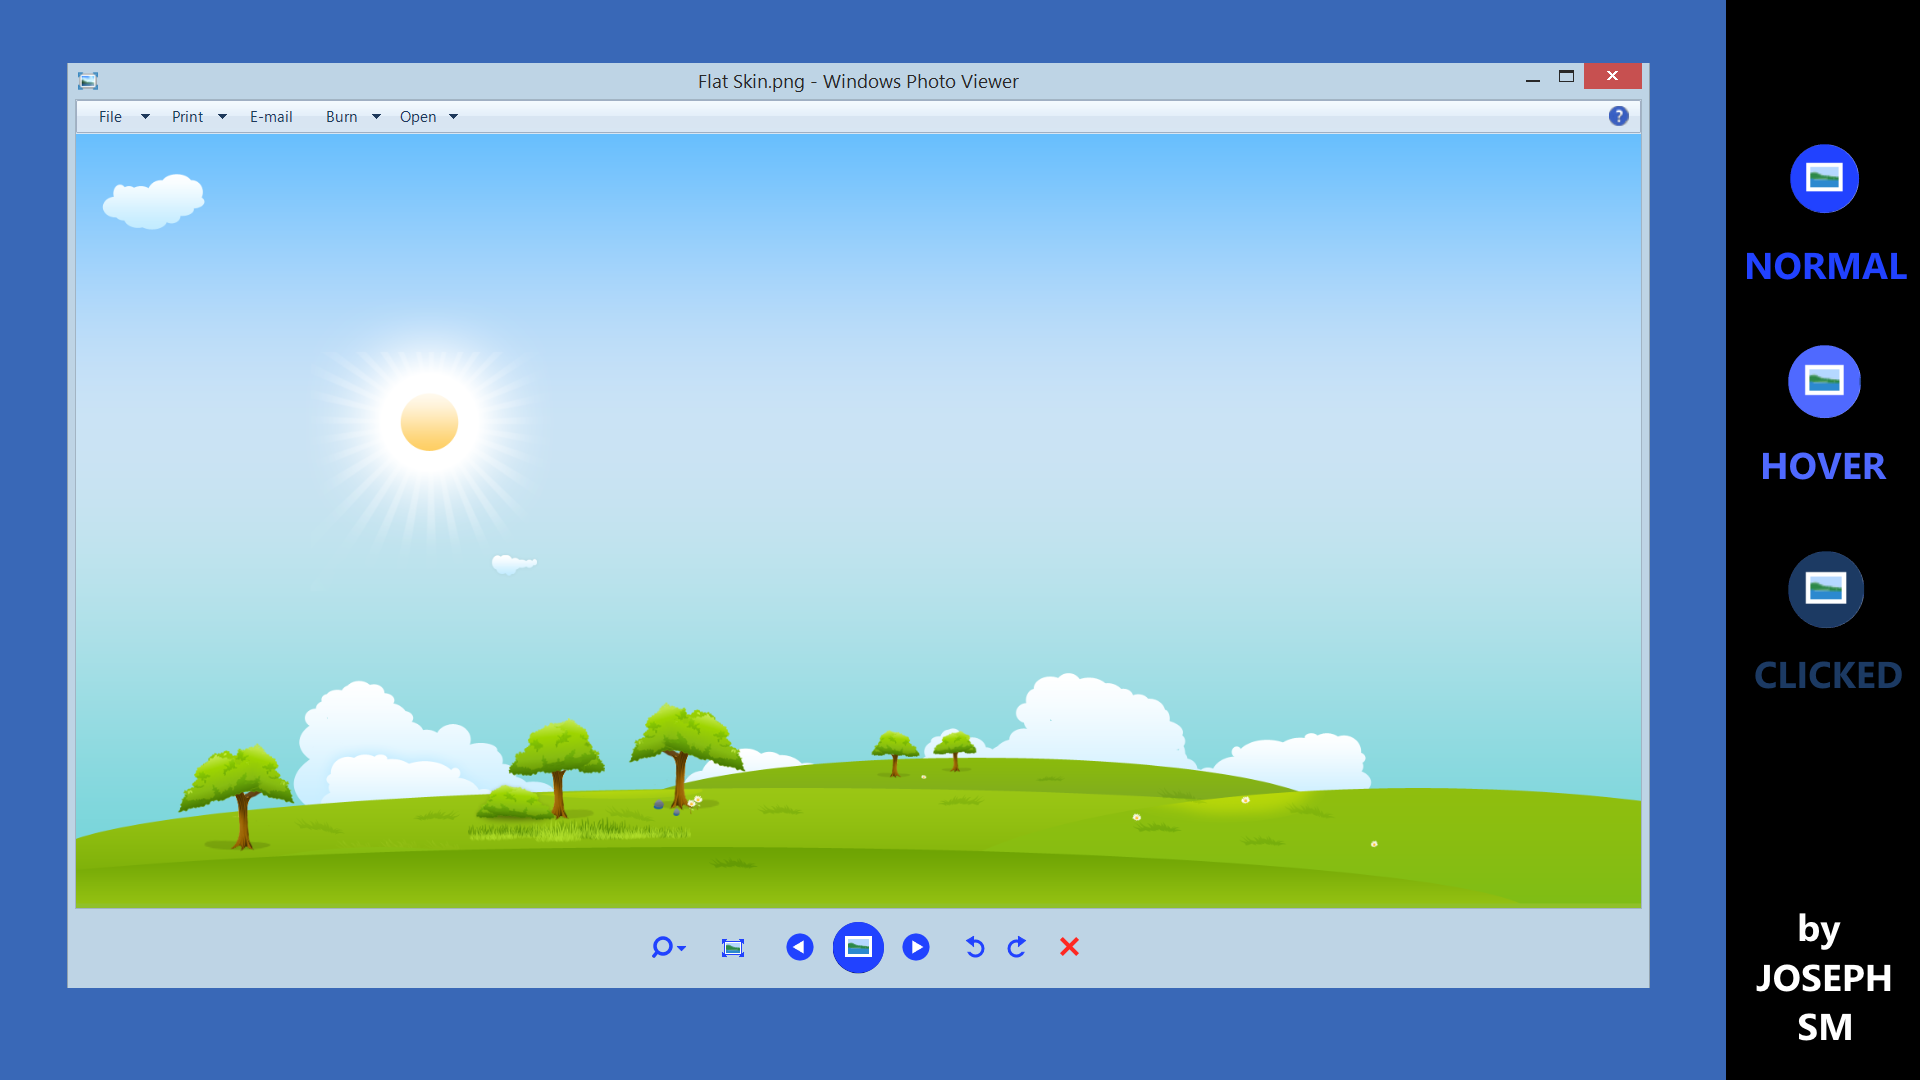 Flat Skin.png - Windows Photo Viewer
File Print E-mail Burn Open ?
NORMAL
HOVER
CLICKED
by
JOSEPH
SM